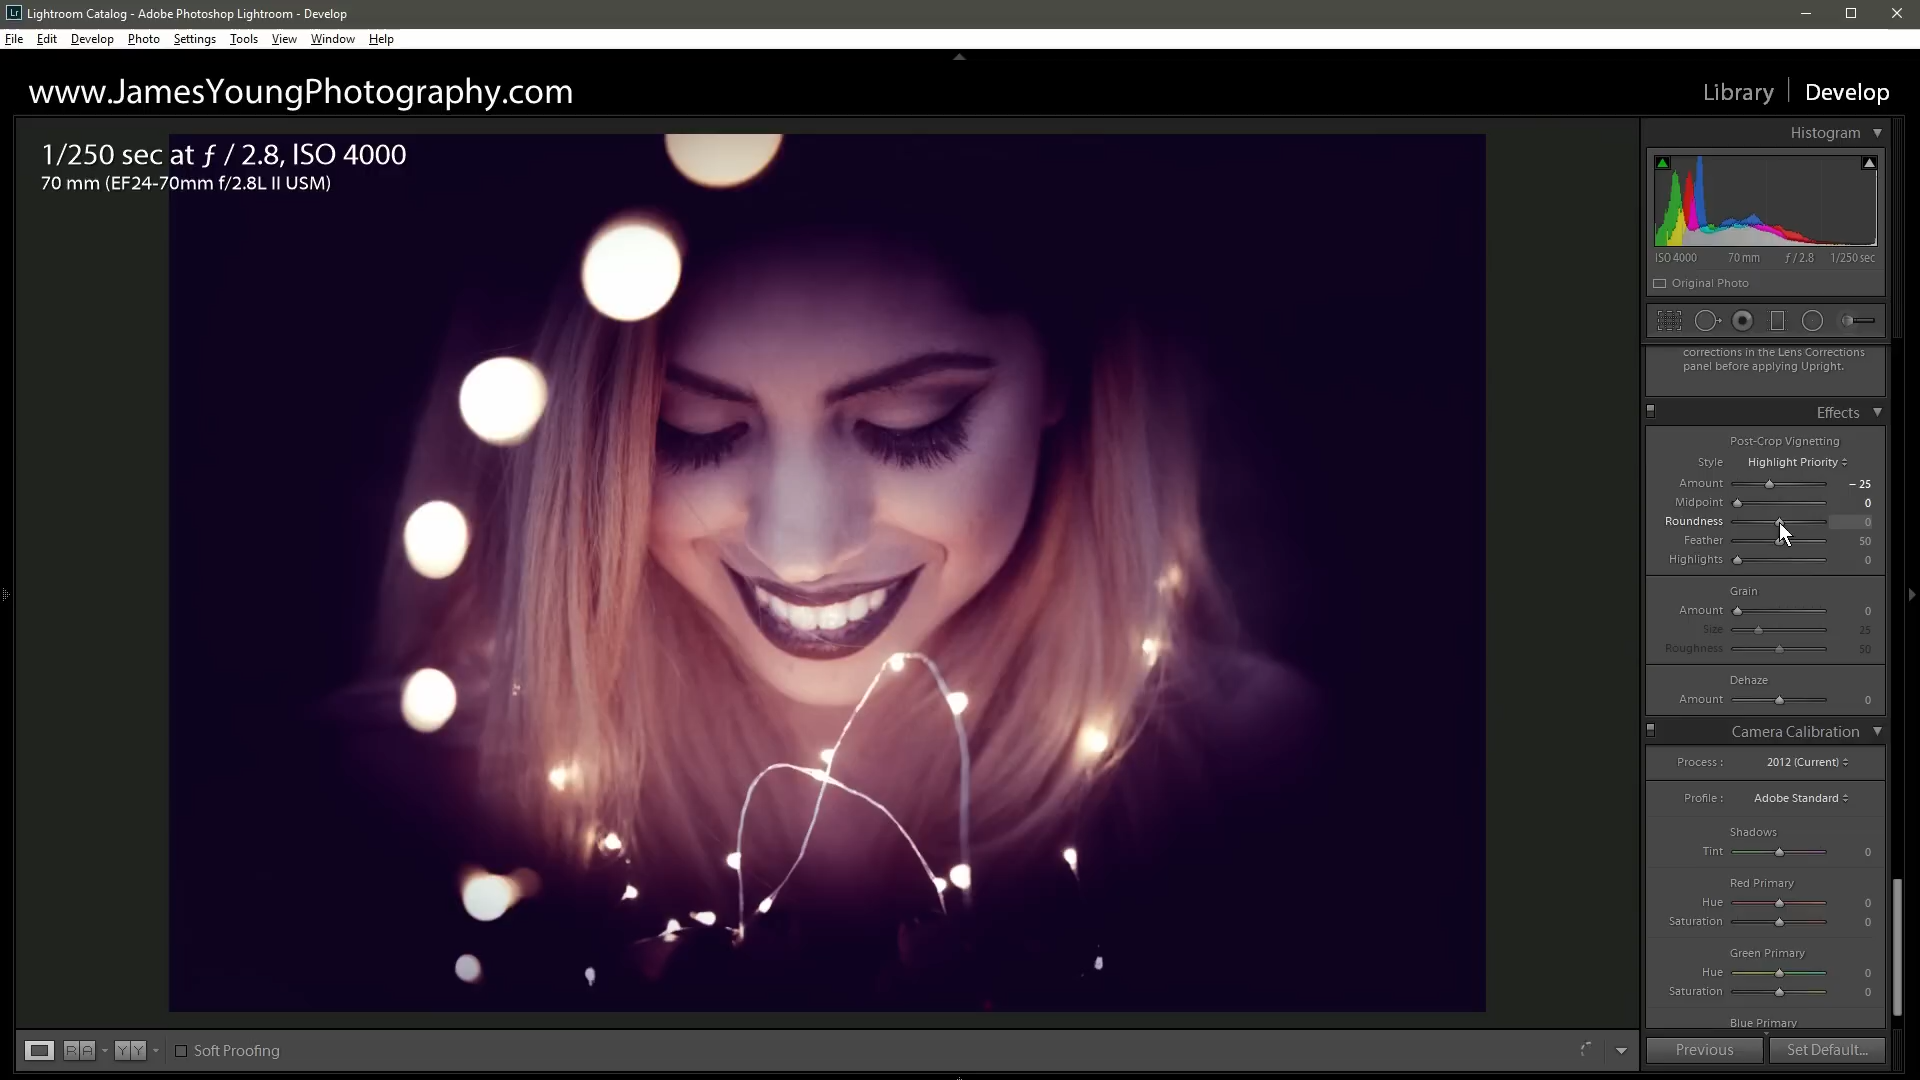 Lightroom Catalog - Adobe Photoshop Lightroom - Develop
File Edit Develop Photo Settings Tools View Window Help
www.JamesYoungPhotography.com
Library | Develop
1/250 sec at ƒ / 2.8, ISO 4000
70 mm (EF24-70mm f/2.8L II USM)
Histogram
ISO 4000 70 mm ƒ / 2.8 1/250 sec
Original Photo
corrections in the Lens Corrections
panel before applying Upright.
Effects
Post-Crop Vignetting
Style Highlight Priority
Amount – 25
Midpoint 0
Roundness 0
Feather 50
Highlights 0
Grain
Amount 0
Size 25
Roughness 50
Dehaze
Amount 0
Camera Calibration
Process : 2012 (Current)
Profile : Adobe Standard
Shadows
Tint 0
Red Primary
Hue 0
Saturation 0
Green Primary
Hue 0
Saturation 0
Blue Primary
R A Y Y Soft Proofing
Previous Set Default...